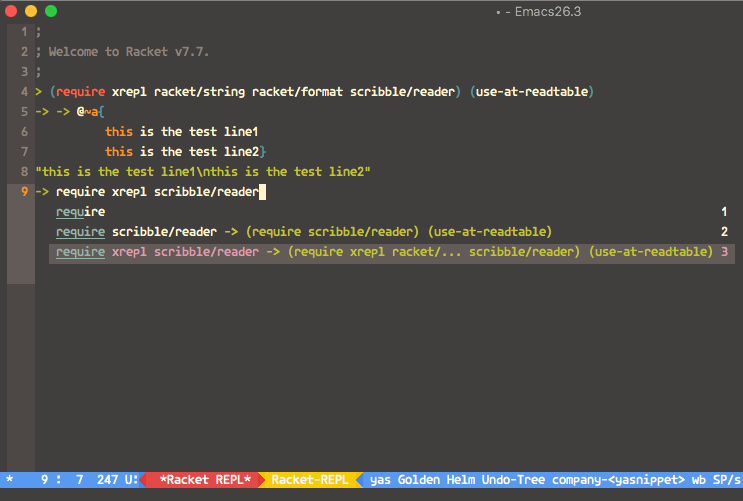 • - Emacs26.3
1 ;
2 ; Welcome to Racket v7.7.
3 ;
4 > (require xrepl racket/string racket/format scribble/reader) (use-at-readtable)
5 -> -> @~a{
6 this is the test line1
7 this is the test line2}
8 "this is the test line1\nthis is the test line2"
9 -> require xrepl scribble/reader
require 1
require scribble/reader -> (require scribble/reader) (use-at-readtable) 2
require xrepl scribble/reader -> (require xrepl racket/... scribble/reader) (use-at-readtable) 3
* 9 : 7 247 U: *Racket REPL* Racket-REPL yas Golden Helm Undo-Tree company-<yasnippet> wb SP/s